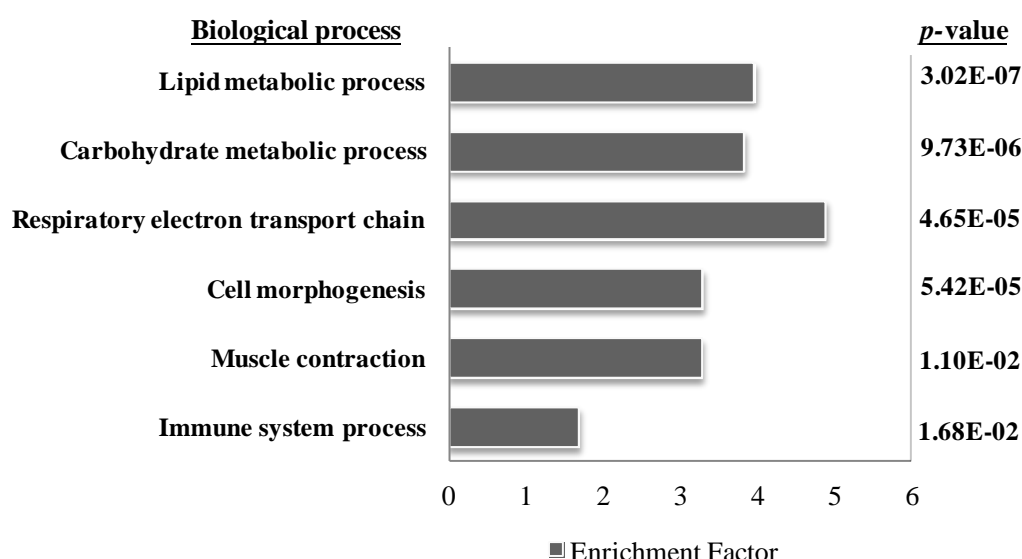 Biological process p-value
Lipid metabolic process 3.02E-07
Carbohydrate metabolic process 9.73E-06
Respiratory electron transport chain 4.65E-05
Cell morphogenesis 5.42E-05
Muscle contraction 1.10E-02
Immune system process 1.68E-02
0 1 2 3 4 5 6
Enrichment Factor